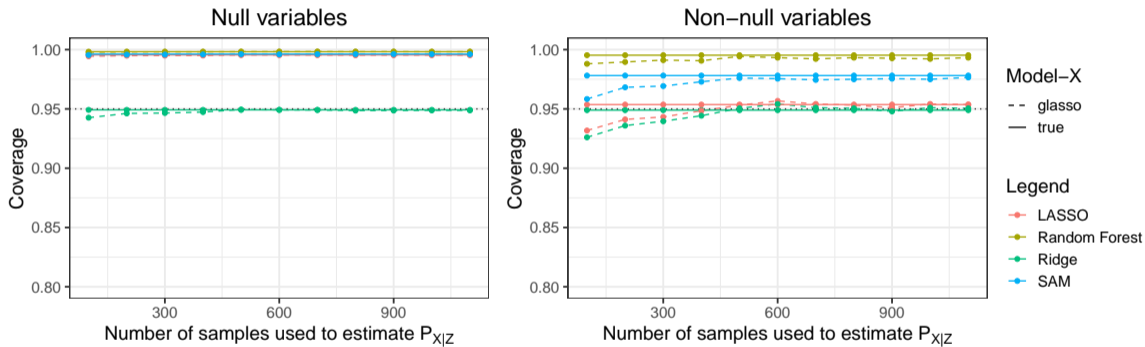 Null variables
Coverage
1.00
0.95
0.90
0.85
0.80
300
600
900
Number of samples used to estimate P_X|Z
Non−null variables
Coverage
1.00
0.95
0.90
0.85
0.80
300
600
900
Number of samples used to estimate P_X|Z
Model−X
glasso
true
Legend
LASSO
Random Forest
Ridge
SAM